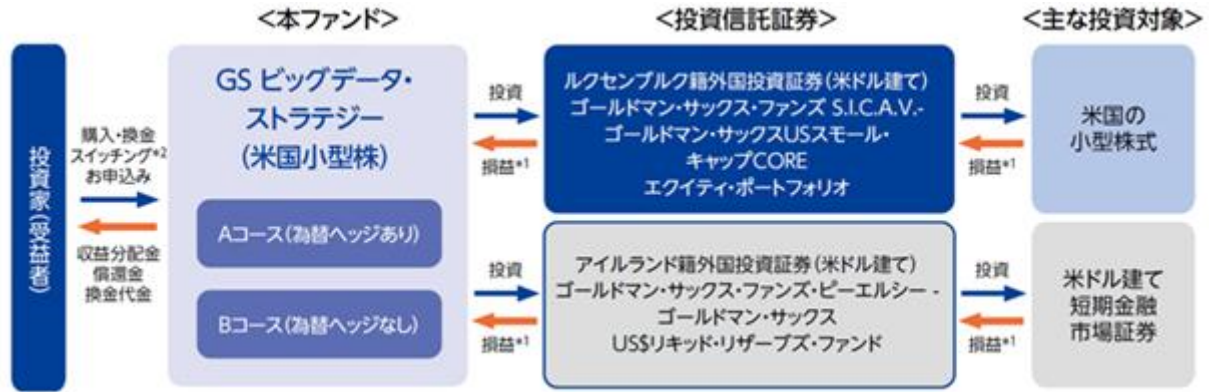 <本ファンド>
<投資信託証券>
<主な投資対象>
投資家(受益者)
購入・換金
スイッチング*2
お申込み
収益分配金
償還金
換金代金
GS ビッグデータ・
ストラテジー
(米国小型株)
Aコース(為替ヘッジあり)
Bコース(為替ヘッジなし)
投資
損益*1
ルクセンブルク籍外国投資証券(米ドル建て)
ゴールドマン・サックス・ファンズ S.I.C.A.V.-
ゴールドマン・サックスUSスモール・
キャップCORE
エクイティ・ポートフォリオ
投資
損益*1
米国の
小型株式
投資
損益*1
アイルランド籍外国投資証券(米ドル建て)
ゴールドマン・サックス・ファンズ・ピーエルシー -
ゴールドマン・サックス
US$リキッド・リザーブズ・ファンド
投資
損益*1
米ドル建て
短期金融
市場証券